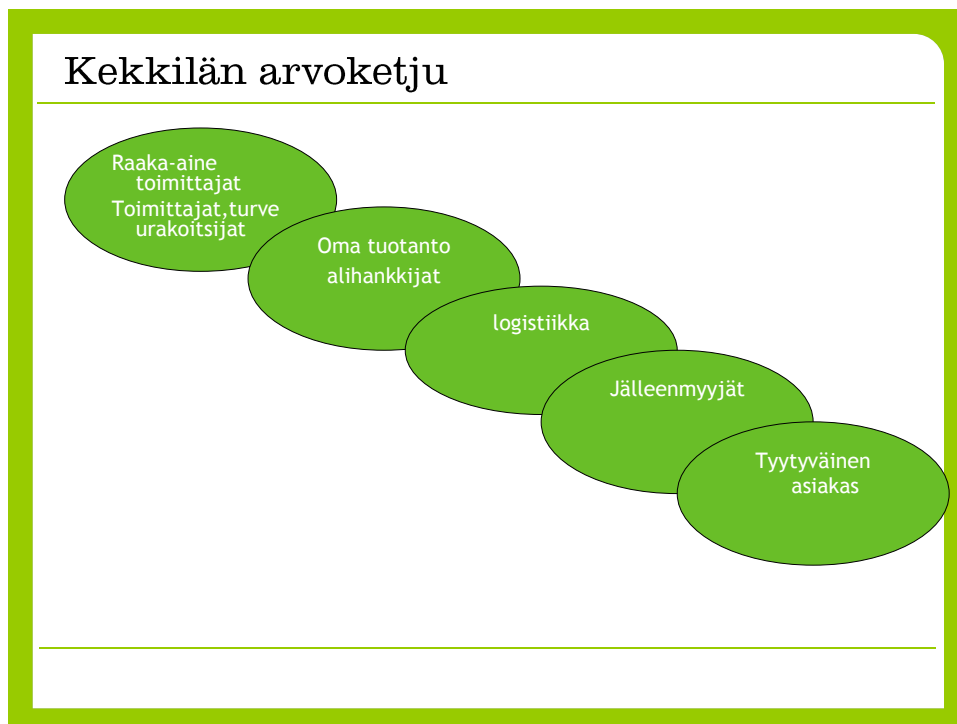 Kekkilän arvoketju
Raaka-aine
toimittajat
Toimittajat,turve
urakoitsijat
Oma tuotanto
alihankkijat
logistiikka
Jälleenmyyjät
Tyytyväinen
asiakas